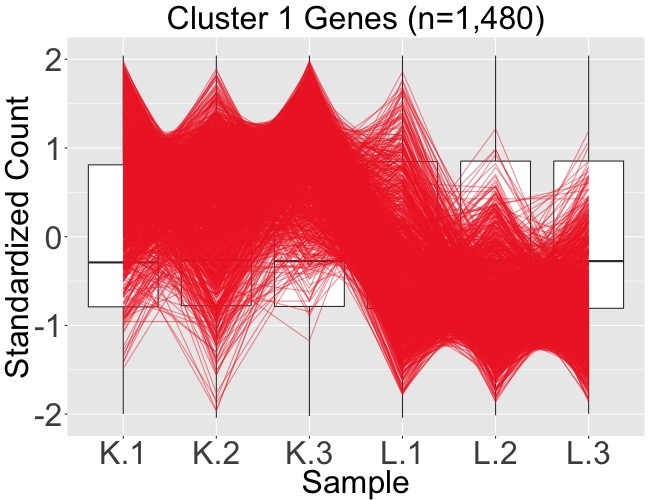 Cluster 1 Genes (n=1,480)
Standardized Count
2
1
0
-1
-2
K.1 K.2 K.3 L.1 L.2 L.3
Sample